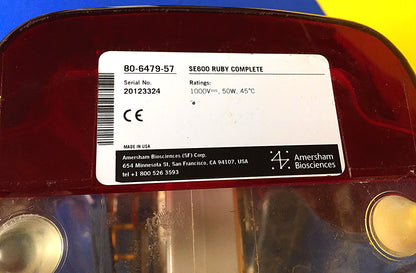 80-6479-57 SE600 RUBY COMPLETE
Serial No. Ratings:
20123324 1000V⎓, 50W, 45°C
CE
MADE IN USA
Amersham Biosciences (SF) Corp.
654 Minnesota St, San Francisco, CA 94107, USA
tel +1 800 526 3593
Amersham
Biosciences